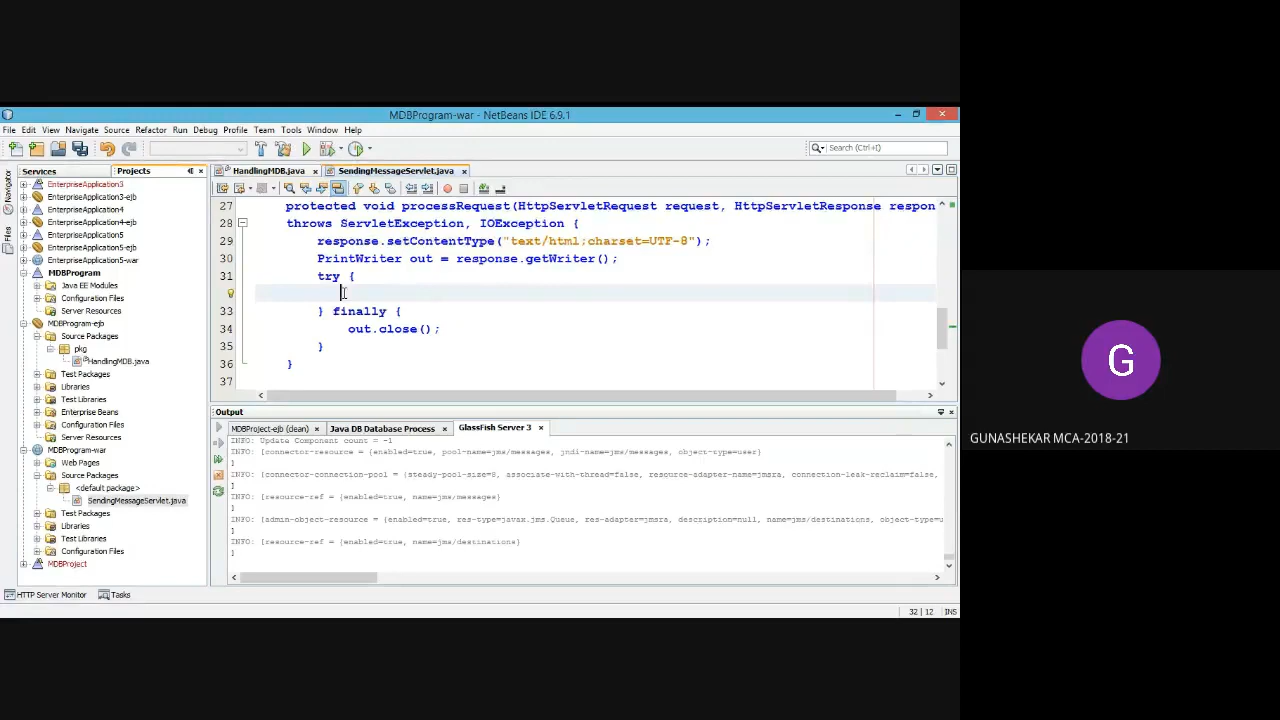 MDBProgram-war - NetBeans IDE 6.9.1
File Edit View Navigate Source Refactor Run Debug Profile Team Tools Window Help
Search (Ctrl+I)
Services Projects
HandlingMDB.java SendingMessageServlet.java
Navigator
Files
EnterpriseApplication3
EnterpriseApplication3-ejb
EnterpriseApplication4
EnterpriseApplication4-ejb
EnterpriseApplication5
EnterpriseApplication5-ejb
EnterpriseApplication5-war
MDBProgram
Java EE Modules
Configuration Files
Server Resources
MDBProgram-ejb
Source Packages
pkg
HandlingMDB.java
Test Packages
Libraries
Test Libraries
Enterprise Beans
Configuration Files
Server Resources
MDBProgram-war
Web Pages
Source Packages
<default package>
SendingMessageServlet.java
Test Packages
Libraries
Test Libraries
Configuration Files
MDBProject
27 protected void processRequest(HttpServletRequest request, HttpServletResponse respon
28 throws ServletException, IOException {
29 response.setContentType("text/html;charset=UTF-8");
30 PrintWriter out = response.getWriter();
31 try {
33 } finally {
34 out.close();
35 }
36 }
37
Output
MDBProject-ejb (clean) Java DB Database Process GlassFish Server 3
INFO: Update Component count = -1
INFO: [connector-resource = {enabled=true, pool-name=jms/messages, jndi-name=jms/messages, object-type=user}
]
INFO: [connector-connection-pool = {steady-pool-size=8, associate-with-thread=false, resource-adapter-name=jmsra, connection-leak-reclaim=false,
]
INFO: [resource-ref = {enabled=true, name=jms/messages}
]
INFO: [admin-object-resource = {enabled=true, res-type=javax.jms.Queue, res-adapter=jmsra, description=null, name=jms/destinations, object-type=u
]
INFO: [resource-ref = {enabled=true, name=jms/destinations}
]
HTTP Server Monitor Tasks
32 | 12 INS
G
GUNASHEKAR MCA-2018-21